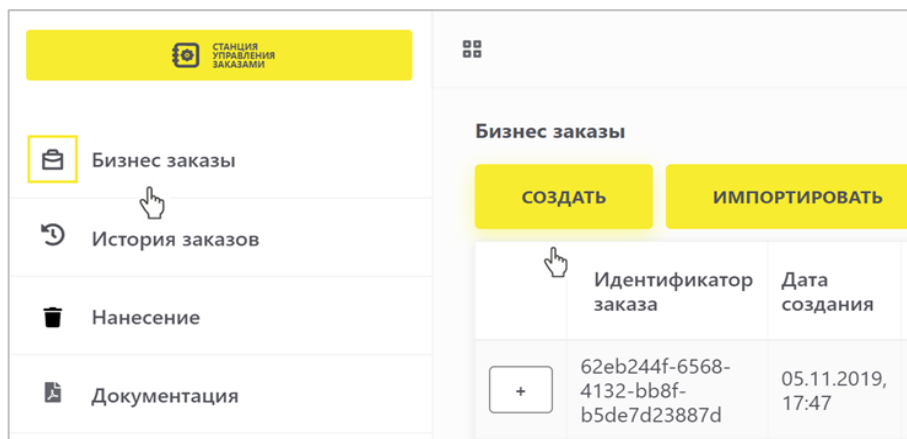 СТАНЦИЯ
УПРАВЛЕНИЯ
ЗАКАЗАМИ
Бизнес заказы
История заказов
Нанесение
Документация
Бизнес заказы
СОЗДАТЬ
ИМПОРТИРОВАТЬ
Идентификатор
заказа
Дата
создания
+
62eb244f-6568-
4132-bb8f-
b5de7d23887d
05.11.2019,
17:47